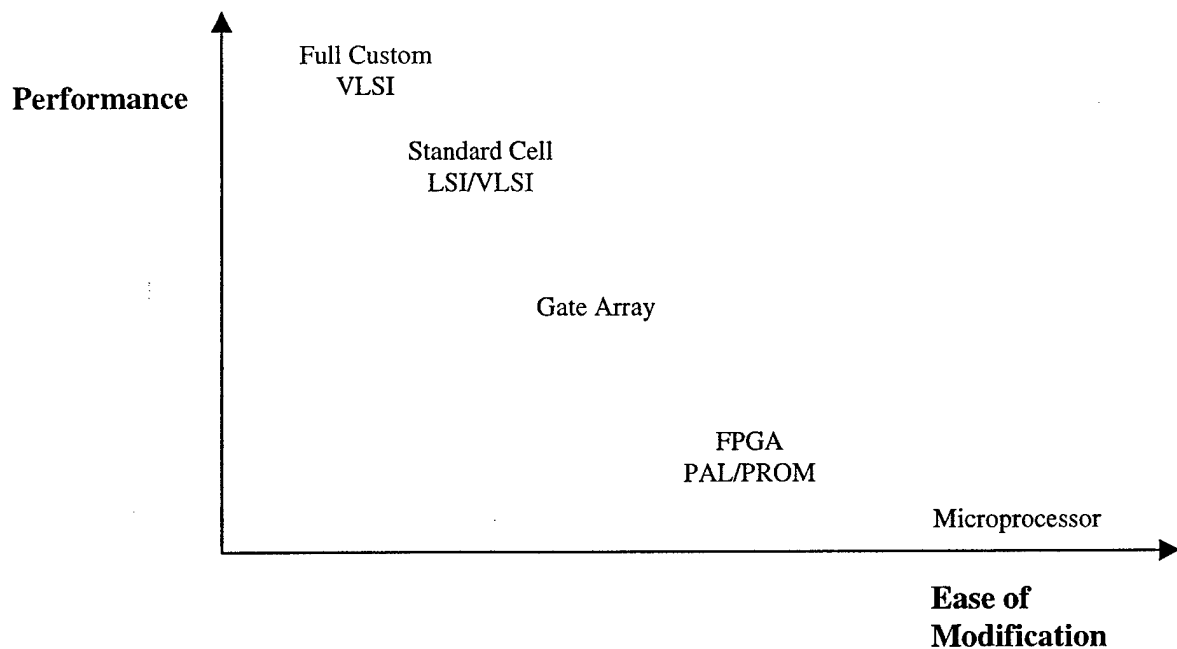 Full Custom
VLSI
Performance
Standard Cell
LSI/VLSI
Gate Array
FPGA
PAL/PROM
Microprocessor
Ease of
Modification